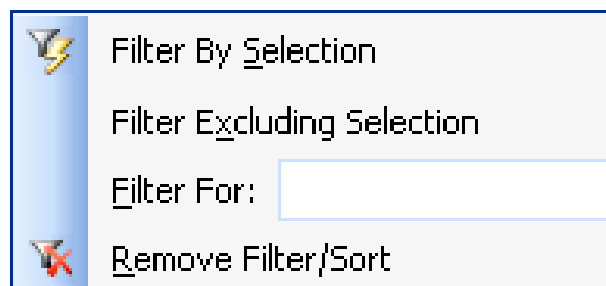 Filter By Selection
Filter Excluding Selection
Filter For:
Remove Filter/Sort